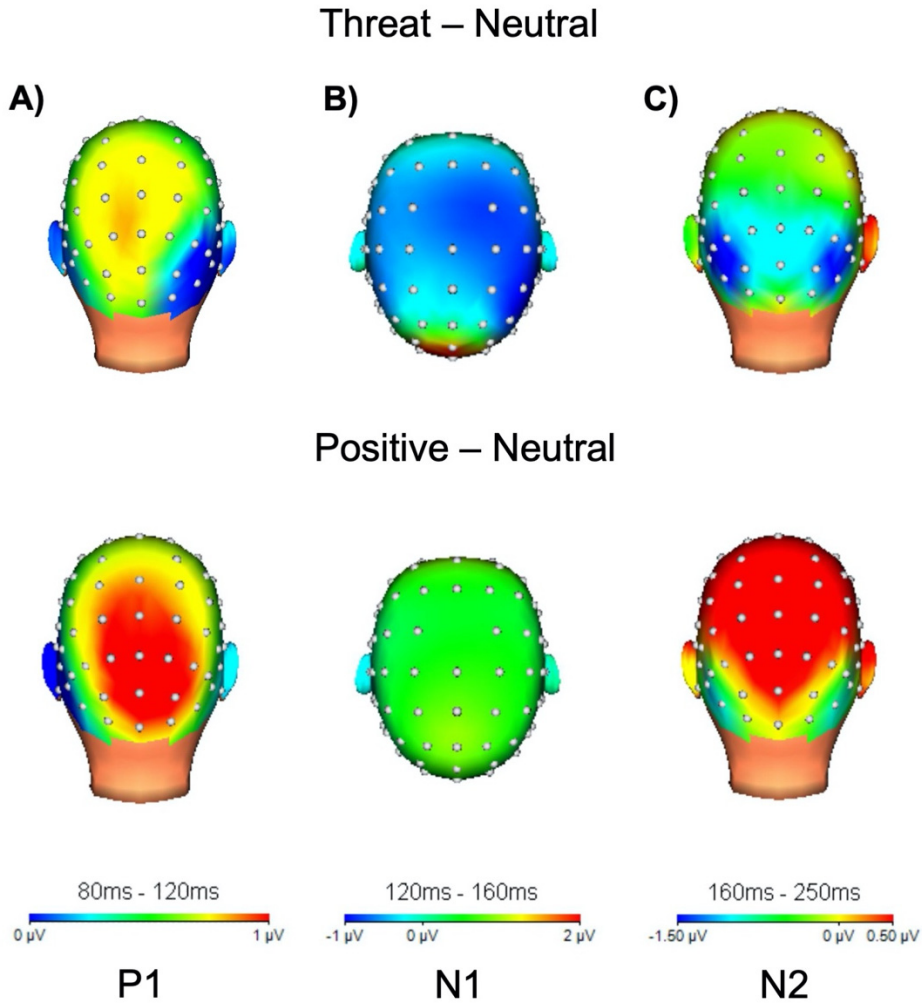 Threat – Neutral
A) B) C)
Positive – Neutral
80ms - 120ms 120ms - 160ms 160ms - 250ms
0 µV 1 µV -1 µV 0 µV 2 µV -1.50 µV 0 µV 0.50 µV
P1 N1 N2